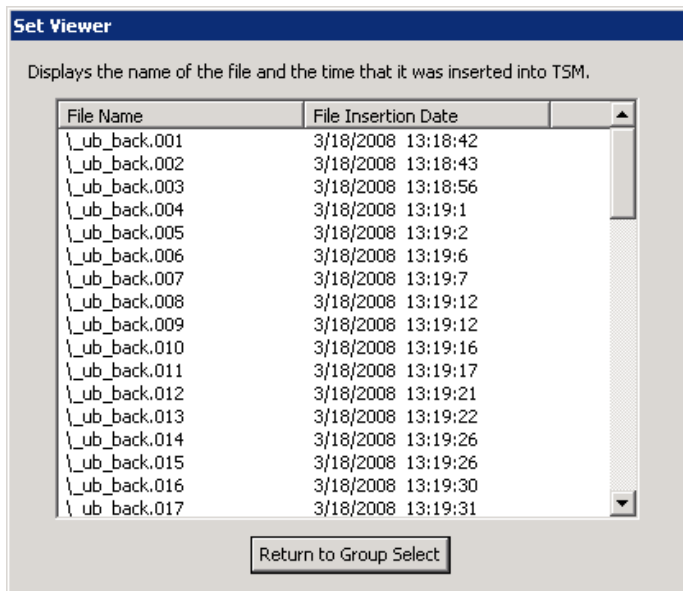 Set Viewer
Displays the name of the file and the time that it was inserted into TSM.
File Name File Insertion Date
\_ub_back.001 3/18/2008 13:18:42
\_ub_back.002 3/18/2008 13:18:43
\_ub_back.003 3/18/2008 13:18:56
\_ub_back.004 3/18/2008 13:19:1
\_ub_back.005 3/18/2008 13:19:2
\_ub_back.006 3/18/2008 13:19:6
\_ub_back.007 3/18/2008 13:19:7
\_ub_back.008 3/18/2008 13:19:12
\_ub_back.009 3/18/2008 13:19:12
\_ub_back.010 3/18/2008 13:19:16
\_ub_back.011 3/18/2008 13:19:17
\_ub_back.012 3/18/2008 13:19:21
\_ub_back.013 3/18/2008 13:19:22
\_ub_back.014 3/18/2008 13:19:26
\_ub_back.015 3/18/2008 13:19:26
\_ub_back.016 3/18/2008 13:19:30
\_ub_back.017 3/18/2008 13:19:31
Return to Group Select